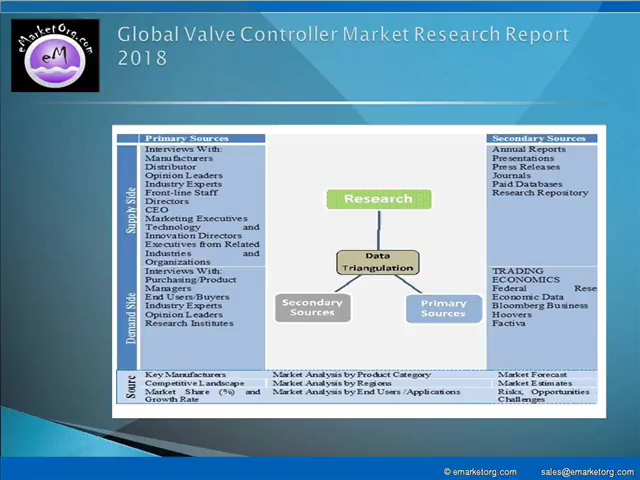 eMarketOrg.com
eM
Global Valve Controller Market Research Report
2018
Primary Sources
Secondary Sources
Supply Side
Interviews With:
Manufacturers
Distributor
Opinion Leaders
Industry Experts
Front-line Staff
Directors
CEO
Marketing Executives
Technology and
Innovation Directors
Executives from Related
Industries and
Organizations
Annual Reports
Presentations
Press Releases
Journals
Paid Databases
Research Repository
Research
Data
Triangulation
Secondary
Sources
Primary
Sources
Demand Side
Interviews With:
Purchasing/Product
Managers
End Users/Buyers
Industry Experts
Opinion Leaders
Research Institutes
TRADING
ECONOMICS
Federal Rese
Economic Data
Bloomberg Business
Hoovers
Factiva
Sourc
Key Manufacturers
Competitive Landscape
Market Share (%) and
Growth Rate
Market Analysis by Product Category
Market Analysis by Regions
Market Analysis by End Users /Applications
Market Forecast
Market Estimates
Risks, Opportunities
Challenges
© emarketorg.com sales@emarketorg.com